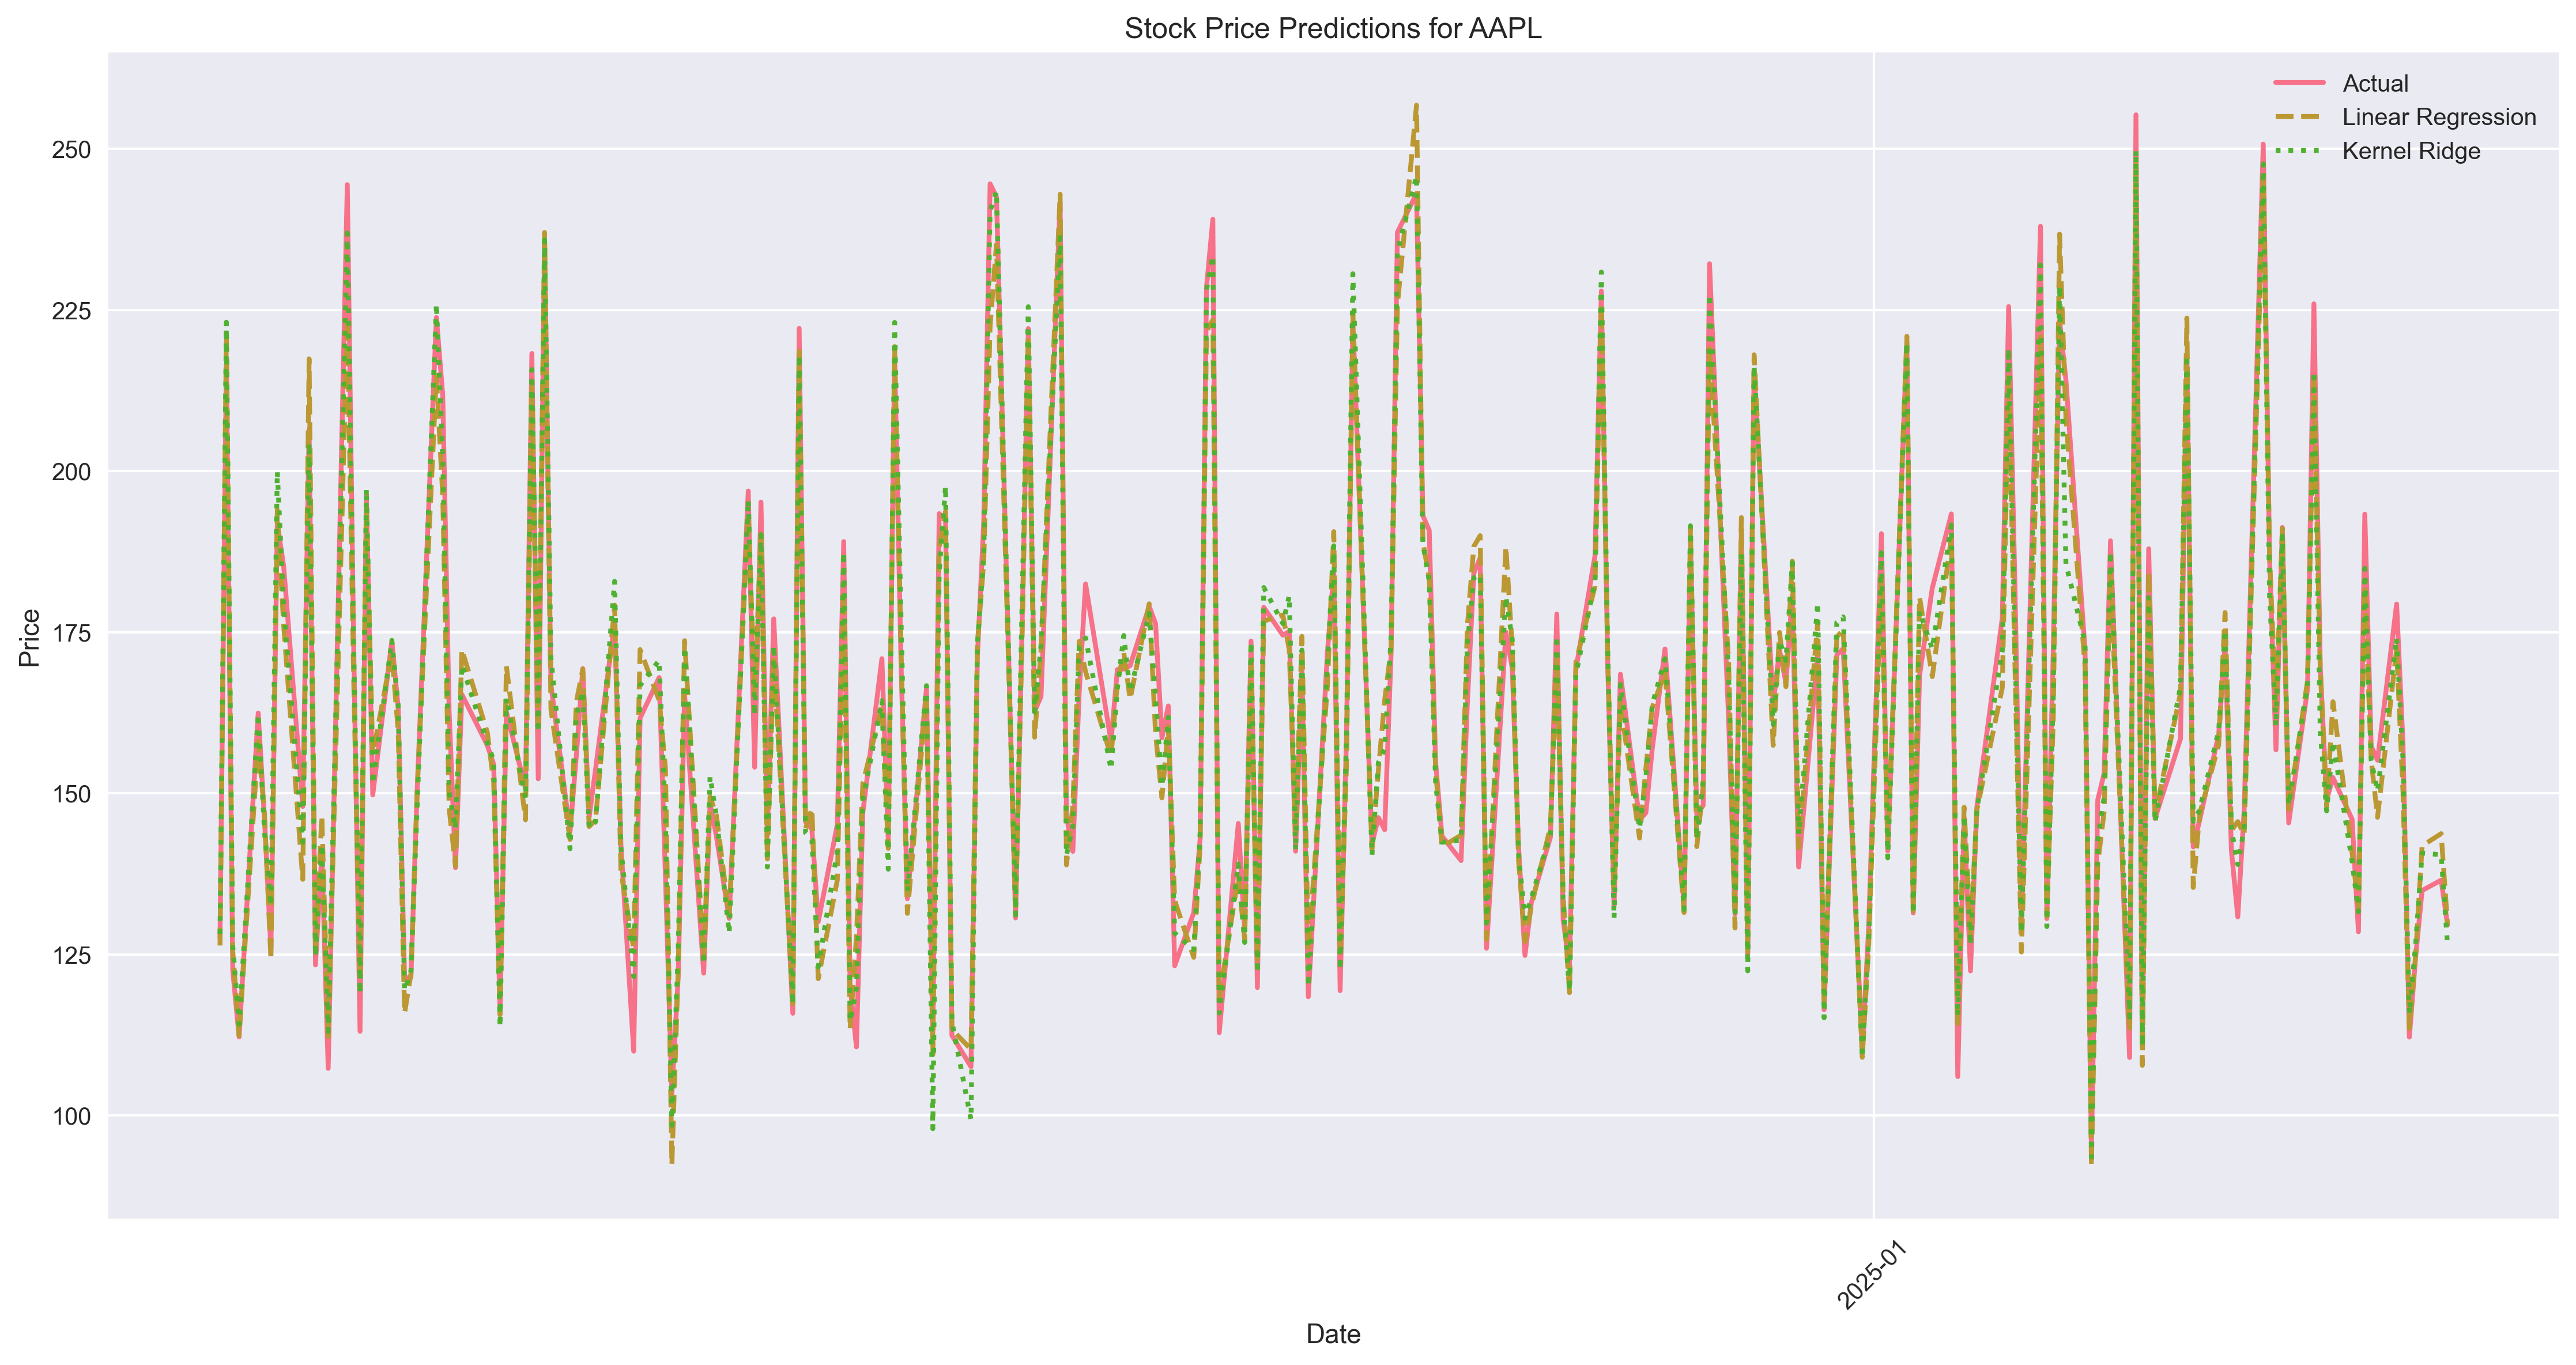 Stock Price Predictions for AAPL
Actual
Linear Regression
Kernel Ridge
250
225
200
175
150
125
100
Price
2025-01
Date